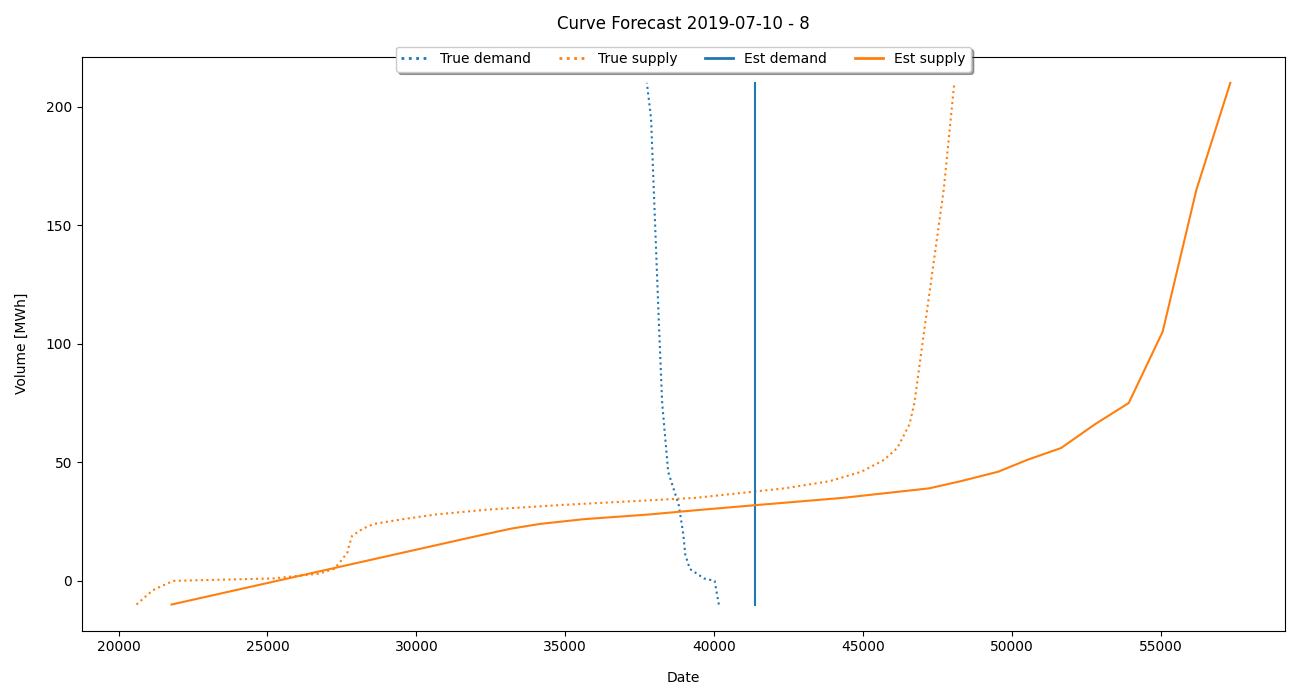 Curve Forecast 2019-07-10 - 8
True demand True supply Est demand Est supply
200
150
100
50
0
Volume [MWh]
20000 25000 30000 35000 40000 45000 50000 55000
Date